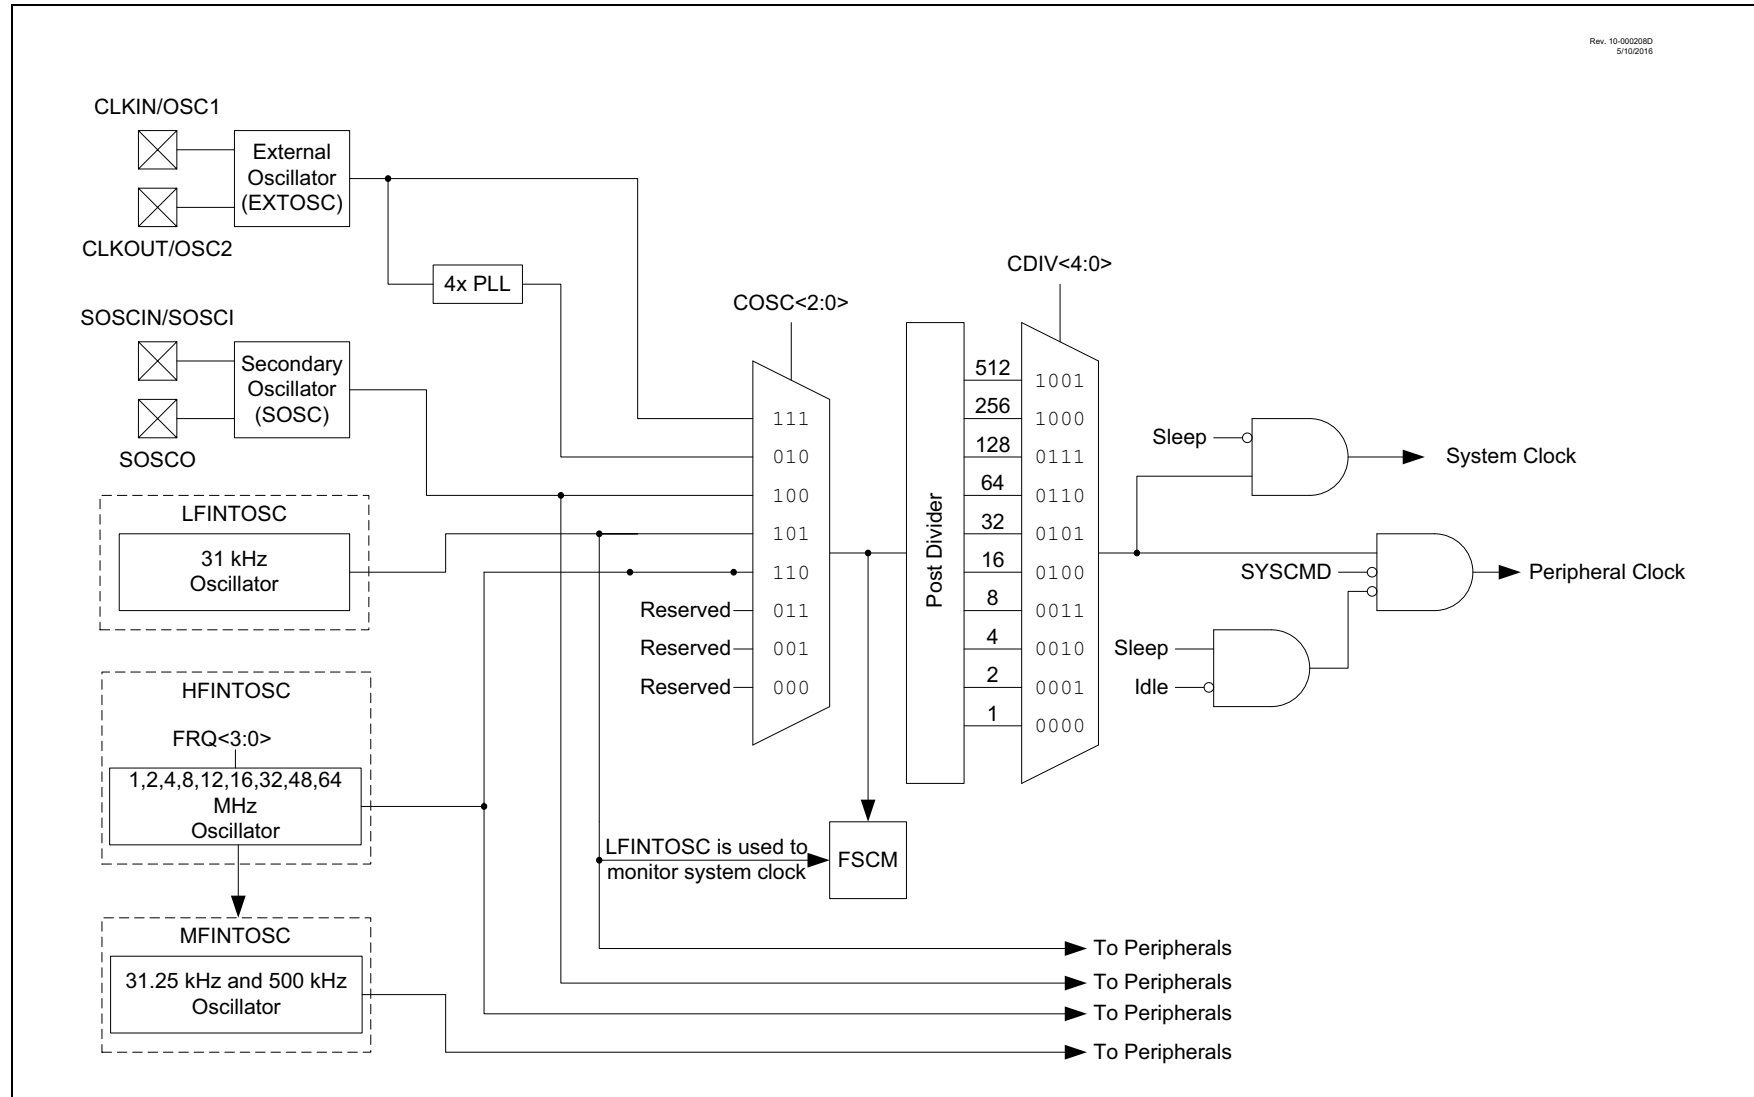 Rev. 10-000208D
5/10/2016
CLKIN/OSC1
External
Oscillator
(EXTOSC)
CLKOUT/OSC2
4x PLL
SOSCIN/SOSCI
Secondary
Oscillator
(SOSC)
SOSCO
LFINTOSC
31 kHz
Oscillator
HFINTOSC
FRQ<3:0>
1,2,4,8,12,16,32,48,64
MHz
Oscillator
MFINTOSC
31.25 kHz and 500 kHz
Oscillator
COSC<2:0>
111
010
100
101
110
Reserved 011
Reserved 001
Reserved 000
LFINTOSC is used to
monitor system clock
FSCM
Post Divider
CDIV<4:0>
512 1001
256 1000
128 0111
64 0110
32 0101
16 0100
8 0011
4 0010
2 0001
1 0000
Sleep
System Clock
SYSCMD
Peripheral Clock
Sleep
Idle
To Peripherals
To Peripherals
To Peripherals
To Peripherals